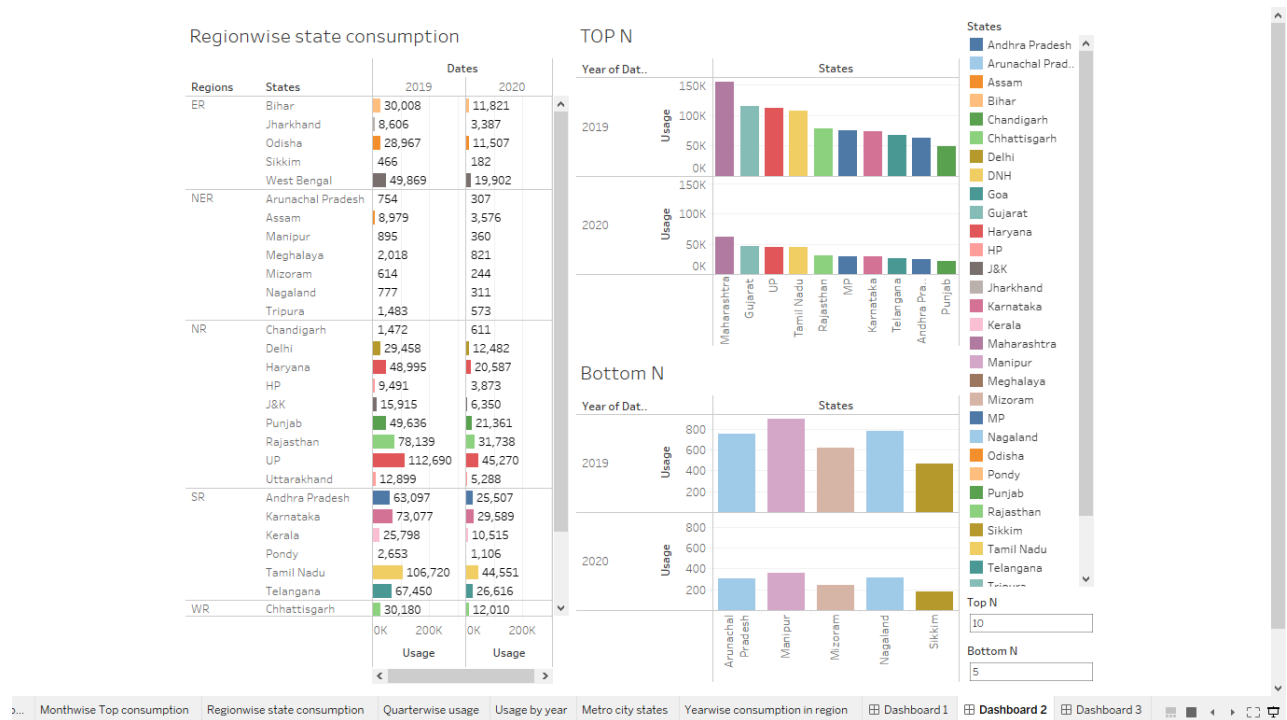 Regionwise state consumption
Dates
Regions States 2019 2020
ER Bihar 30,008 11,821
Jharkhand 8,606 3,387
Odisha 28,967 11,507
Sikkim 466 182
West Bengal 49,869 19,902
NER Arunachal Pradesh 754 307
Assam 8,979 3,576
Manipur 895 360
Meghalaya 2,018 821
Mizoram 614 244
Nagaland 777 311
Tripura 1,483 573
NR Chandigarh 1,472 611
Delhi 29,458 12,482
Haryana 48,995 20,587
HP 9,491 3,873
J&K 15,915 6,350
Punjab 49,636 21,361
Rajasthan 78,139 31,738
UP 112,690 45,270
Uttarakhand 12,899 5,288
SR Andhra Pradesh 63,097 25,507
Karnataka 73,077 29,589
Kerala 25,798 10,515
Pondy 2,653 1,106
Tamil Nadu 106,720 44,551
Telangana 67,450 26,616
WR Chhattisgarh 30,180 12,010
0K 200K 0K 200K
Usage Usage
TOP N
Year of Dat.. States
2019
Usage
150K
100K
50K
0K
2020
Usage
150K
100K
50K
0K
Maharashtra
Gujarat
UP
Tamil Nadu
Rajasthan
MP
Karnataka
Telangana
Andhra Pra..
Punjab
Bottom N
Year of Dat.. States
2019
Usage
800
600
400
200
2020
Usage
800
600
400
200
Arunachal
Pradesh
Manipur
Mizoram
Nagaland
Sikkim
States
Andhra Pradesh
Arunachal Prad..
Assam
Bihar
Chandigarh
Chhattisgarh
Delhi
DNH
Goa
Gujarat
Haryana
HP
J&K
Jharkhand
Karnataka
Kerala
Maharashtra
Manipur
Meghalaya
Mizoram
MP
Nagaland
Odisha
Pondy
Punjab
Rajasthan
Sikkim
Tamil Nadu
Telangana
Tripura
Top N
10
Bottom N
5
Monthwise Top consumption Regionwise state consumption Quarterwise usage Usage by year Metro city states Yearwise consumption in region Dashboard 1 Dashboard 2 Dashboard 3